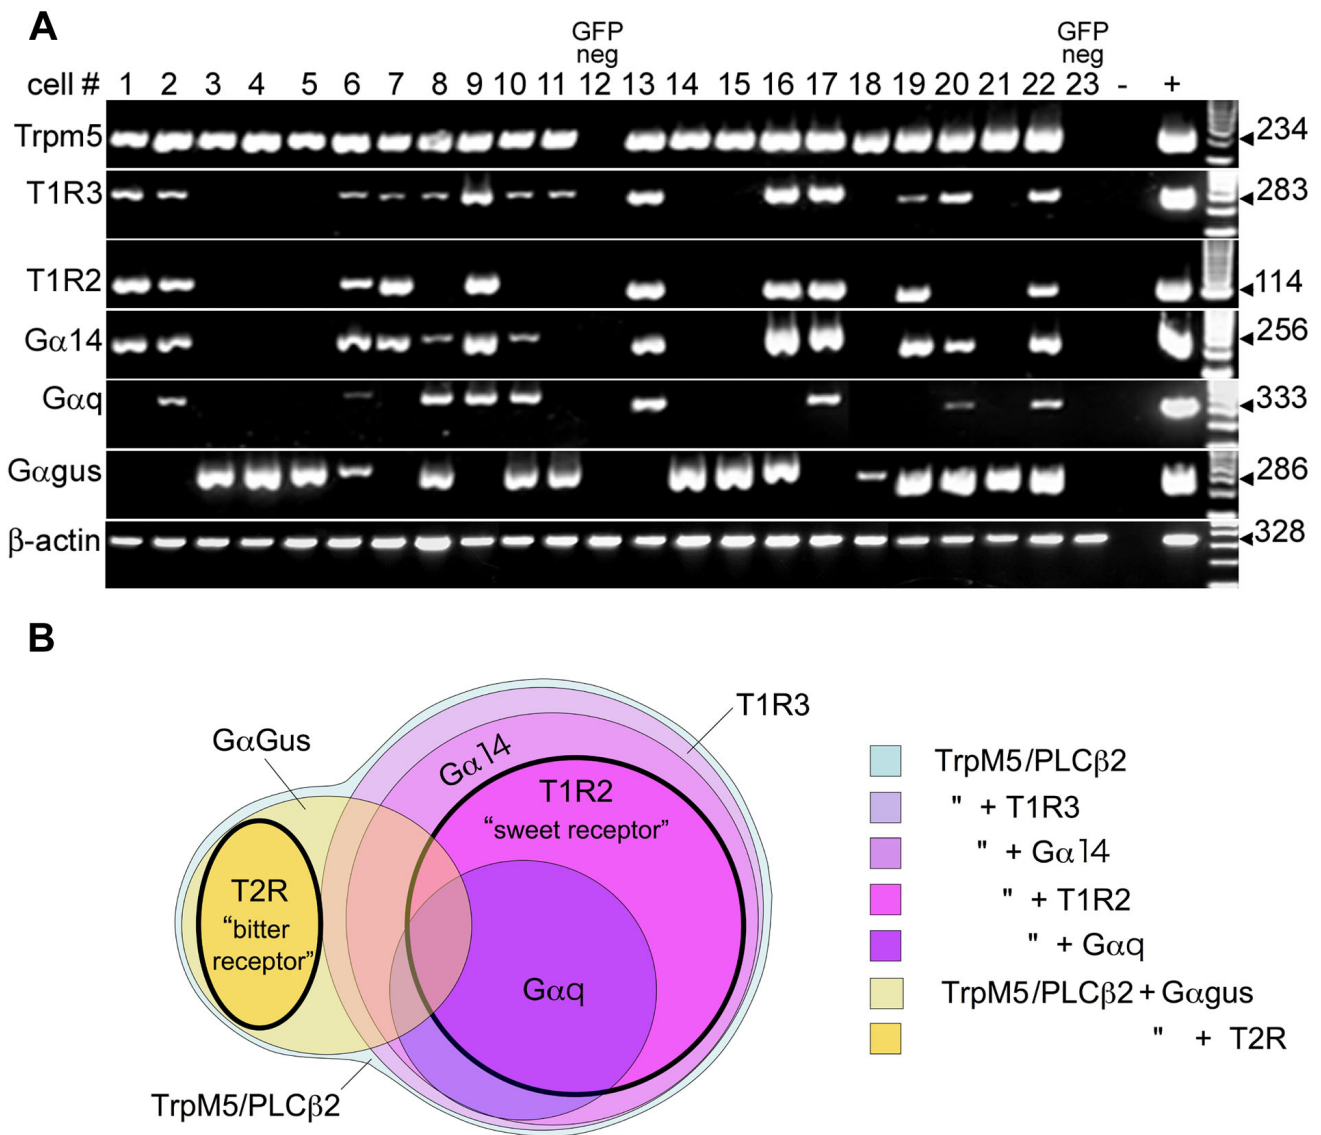 A
GFP
neg
GFP
neg
cell # 1 2 3 4 5 6 7 8 9 10 11 12 13 14 15 16 17 18 19 20 21 22 23 - +
Trpm5 234
T1R3 283
T1R2 114
Gα14 256
Gαq 333
Gαgus 286
β-actin 328
B
T1R3
GαGus
Gα14
T1R2
“sweet receptor”
T2R
“bitter
receptor”
Gαq
TrpM5/PLCβ2
TrpM5/PLCβ2
" + T1R3
" + Gα14
" + T1R2
" + Gαq
TrpM5/PLCβ2 + Gαgus
" + T2R